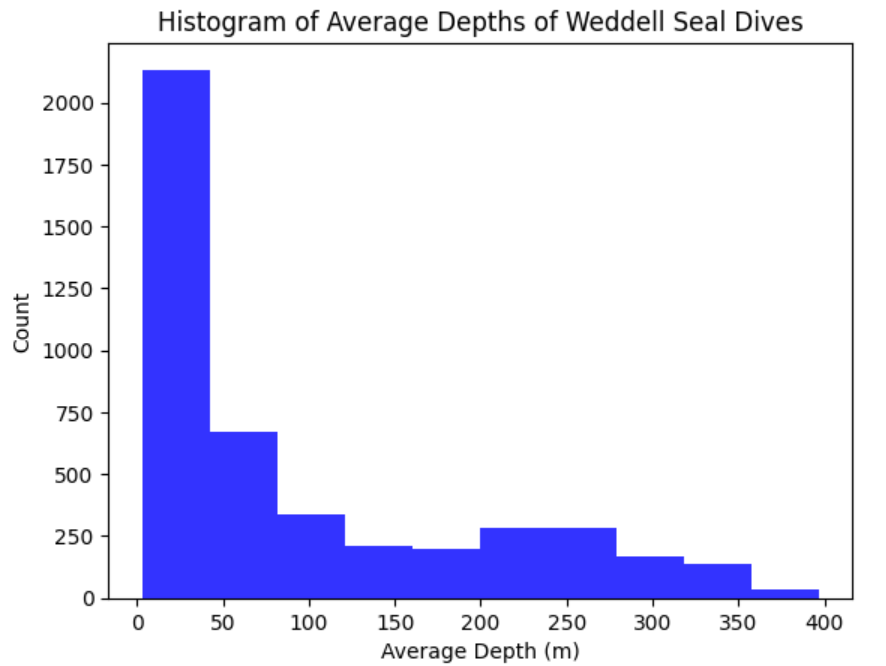 Histogram of Average Depths of Weddell Seal Dives
2000
1750
1500
1250
1000
750
500
250
0
Count
0 50 100 150 200 250 300 350 400
Average Depth (m)